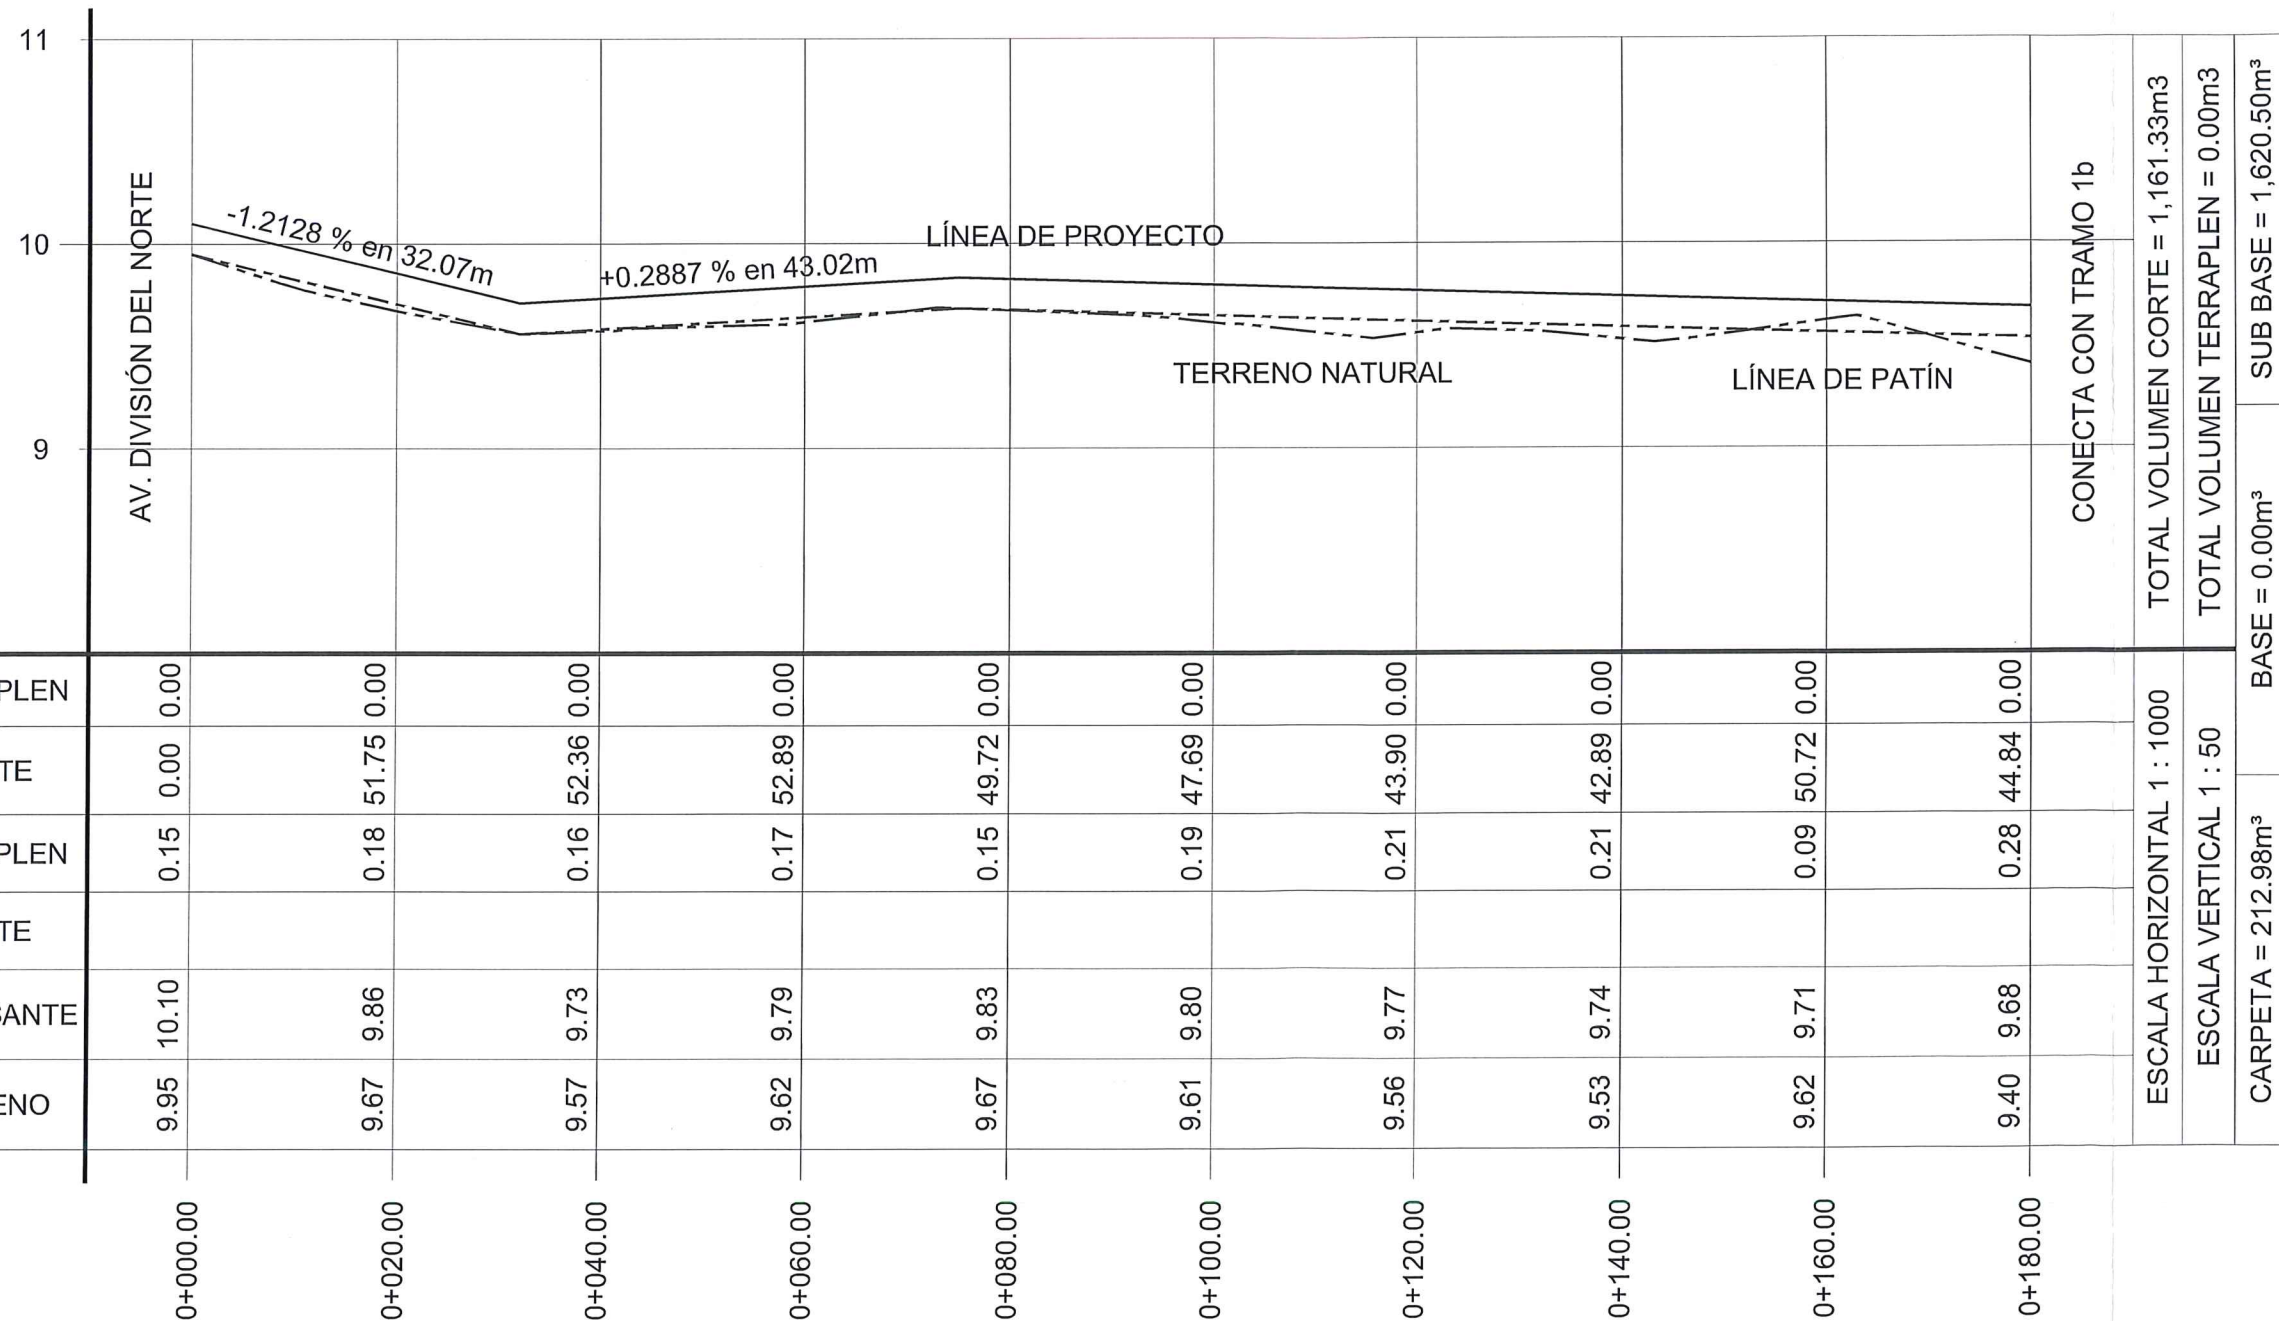 11
10
9
AV. DIVISIÓN DEL NORTE
-1.2128 % en 32.07m
+0.2887 % en 43.02m
LÍNEA DE PROYECTO
TERRENO NATURAL
LÍNEA DE PATÍN
CONECTA CON TRAMO 1b
TOTAL VOLUMEN CORTE = 1,161.33m3
TOTAL VOLUMEN TERRAPLEN = 0.00m3
SUB BASE = 1,620.50m³
BASE = 0.00m³
CARPETA = 212.98m³
ESCALA HORIZONTAL 1 : 1000
ESCALA VERTICAL 1 : 50
PLEN 0.00 0.00 0.00 0.00 0.00 0.00 0.00 0.00 0.00 0.00
TE 0.00 51.75 52.36 52.89 49.72 47.69 43.90 42.89 50.72 44.84
PLEN 0.15 0.18 0.16 0.17 0.15 0.19 0.21 0.21 0.09 0.28
TE
SANTE 10.10 9.86 9.73 9.79 9.83 9.80 9.77 9.74 9.71 9.68
ENO 9.95 9.67 9.57 9.62 9.67 9.61 9.56 9.53 9.62 9.40
0+000.00 0+020.00 0+040.00 0+060.00 0+080.00 0+100.00 0+120.00 0+140.00 0+160.00 0+180.00